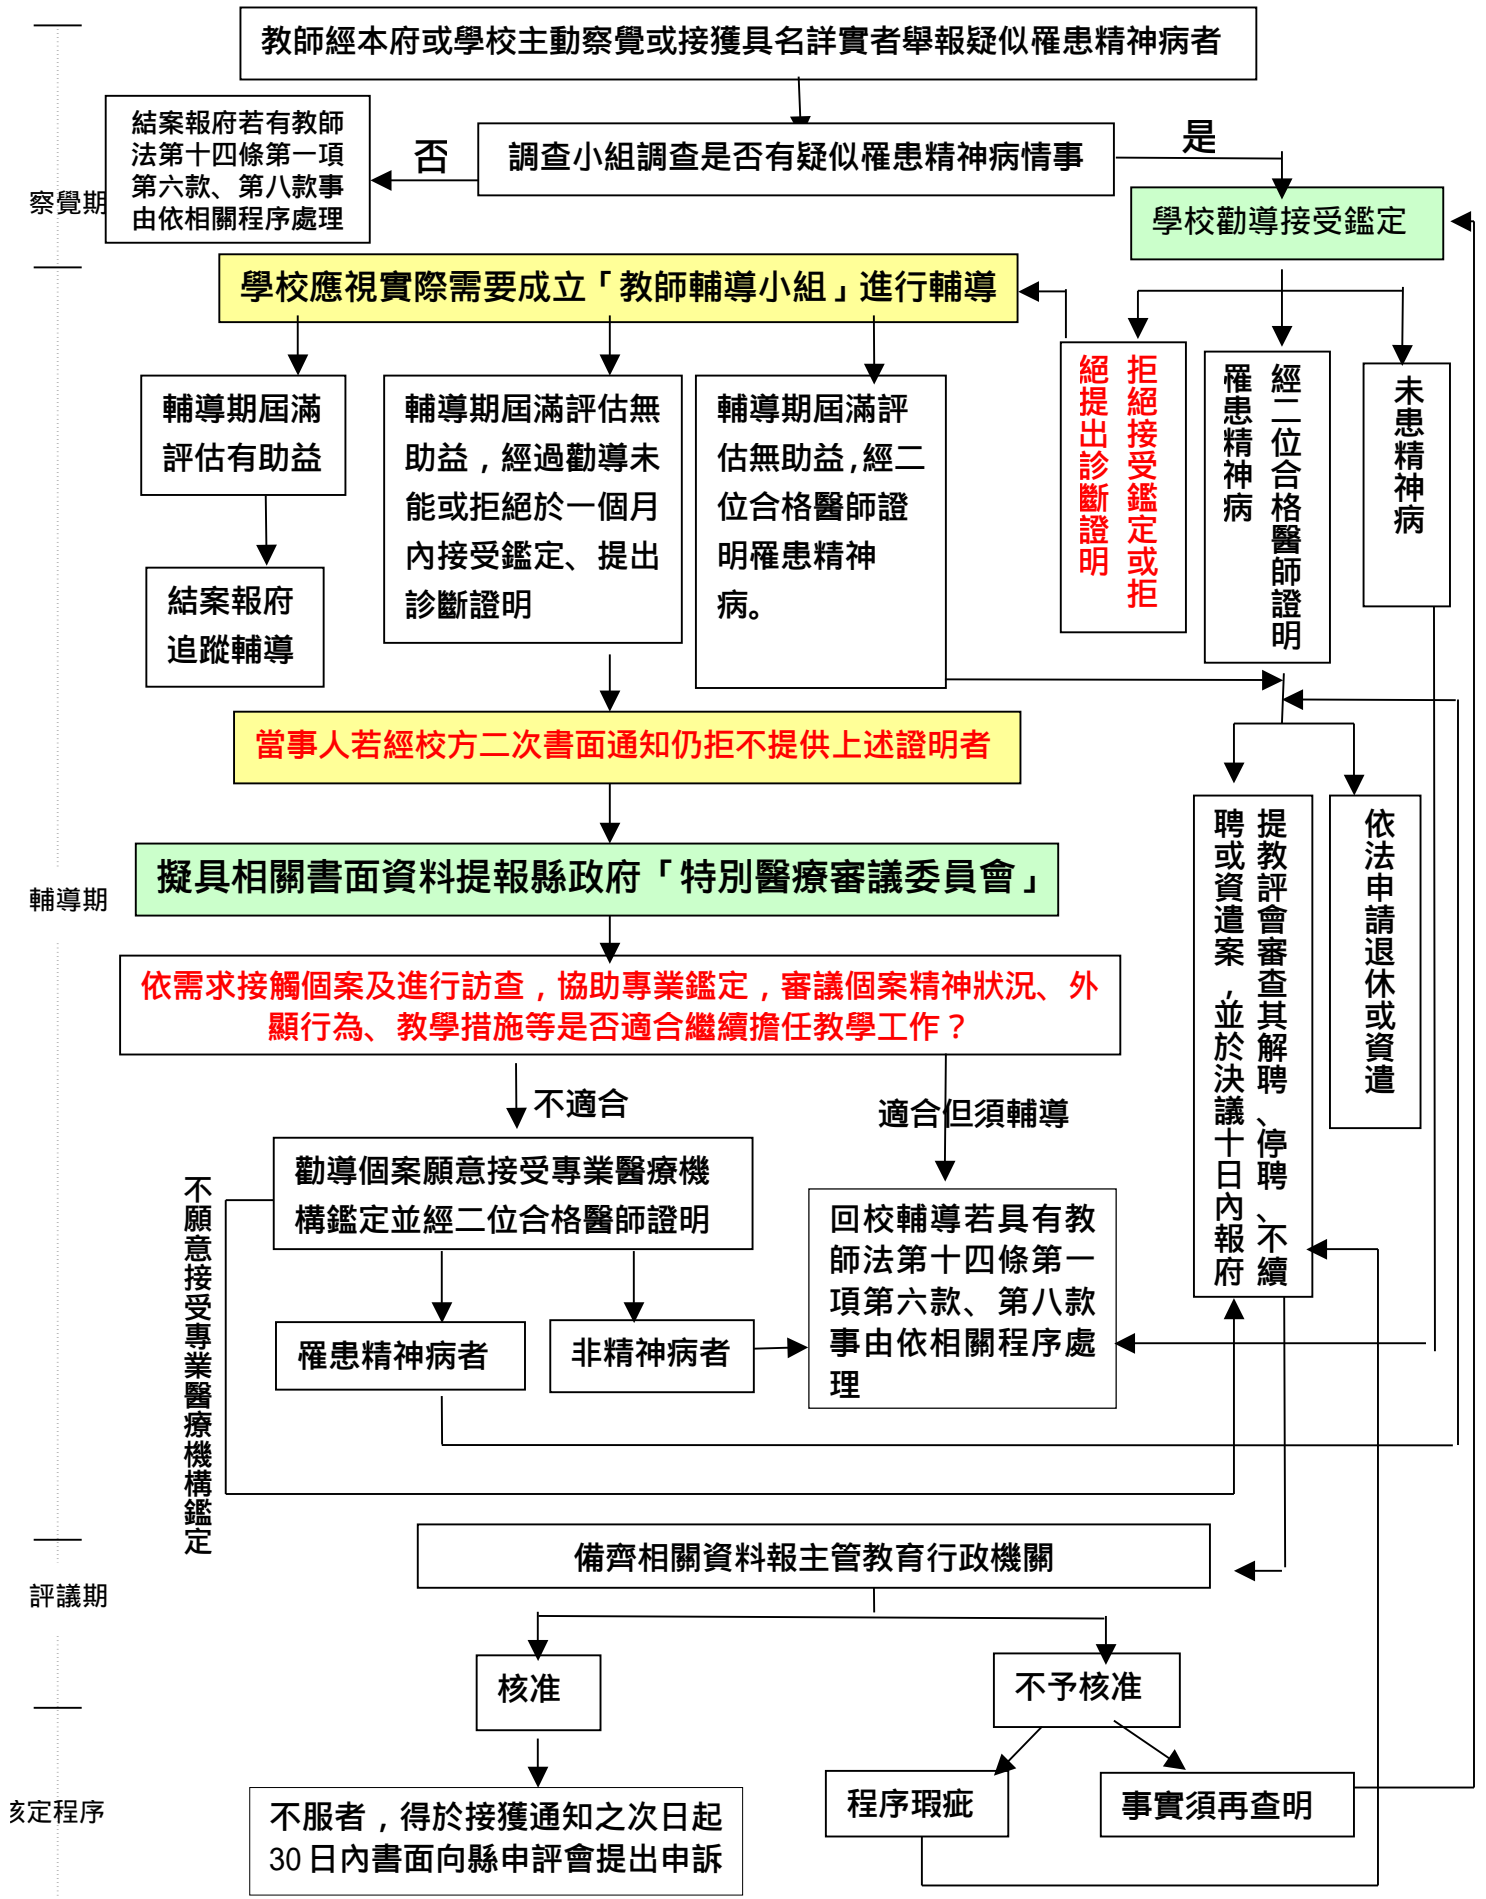 教師經本府或學校主動察覺或接獲具名詳實者舉報疑似罹患精神病者
結案報府若有教師
法第十四條第一項
第六款、第八款事
由依相關程序處理
否
調查小組調查是否有疑似罹患精神病情事
是
察覺期
學校勸導接受鑑定
學校應視實際需要成立「教師輔導小組」進行輔導
輔導期屆滿
評估有助益
輔導期屆滿評估無
助益，經過勸導未
能或拒絕於一個月
內接受鑑定、提出
診斷證明
輔導期屆滿評
估無助益，經二
位合格醫師證
明罹患精神
病。
拒絕接受鑑定或拒
絕提出診斷證明
經二位合格醫師證明
罹患精神病
未患精神病
結案報府
追蹤輔導
當事人若經校方二次書面通知仍拒不提供上述證明者
提教評會審查其解聘、停聘、不續
聘或資遣案，並於決議十日內報府
依法申請退休或資遣
擬具相關書面資料提報縣政府「特別醫療審議委員會」
輔導期
依需求接觸個案及進行訪查，協助專業鑑定，審議個案精神狀況、外
顯行為、教學措施等是否適合繼續擔任教學工作？
不適合
適合但須輔導
不願意接受專業醫療機構鑑定
勸導個案願意接受專業醫療機
構鑑定並經二位合格醫師證明
回校輔導若具有教
師法第十四條第一
項第六款、第八款
事由依相關程序處
理
罹患精神病者
非精神病者
備齊相關資料報主管教育行政機關
評議期
核准
不予核准
程序瑕疵
事實須再查明
核定程序
不服者，得於接獲通知之次日起
30日內書面向縣申評會提出申訴